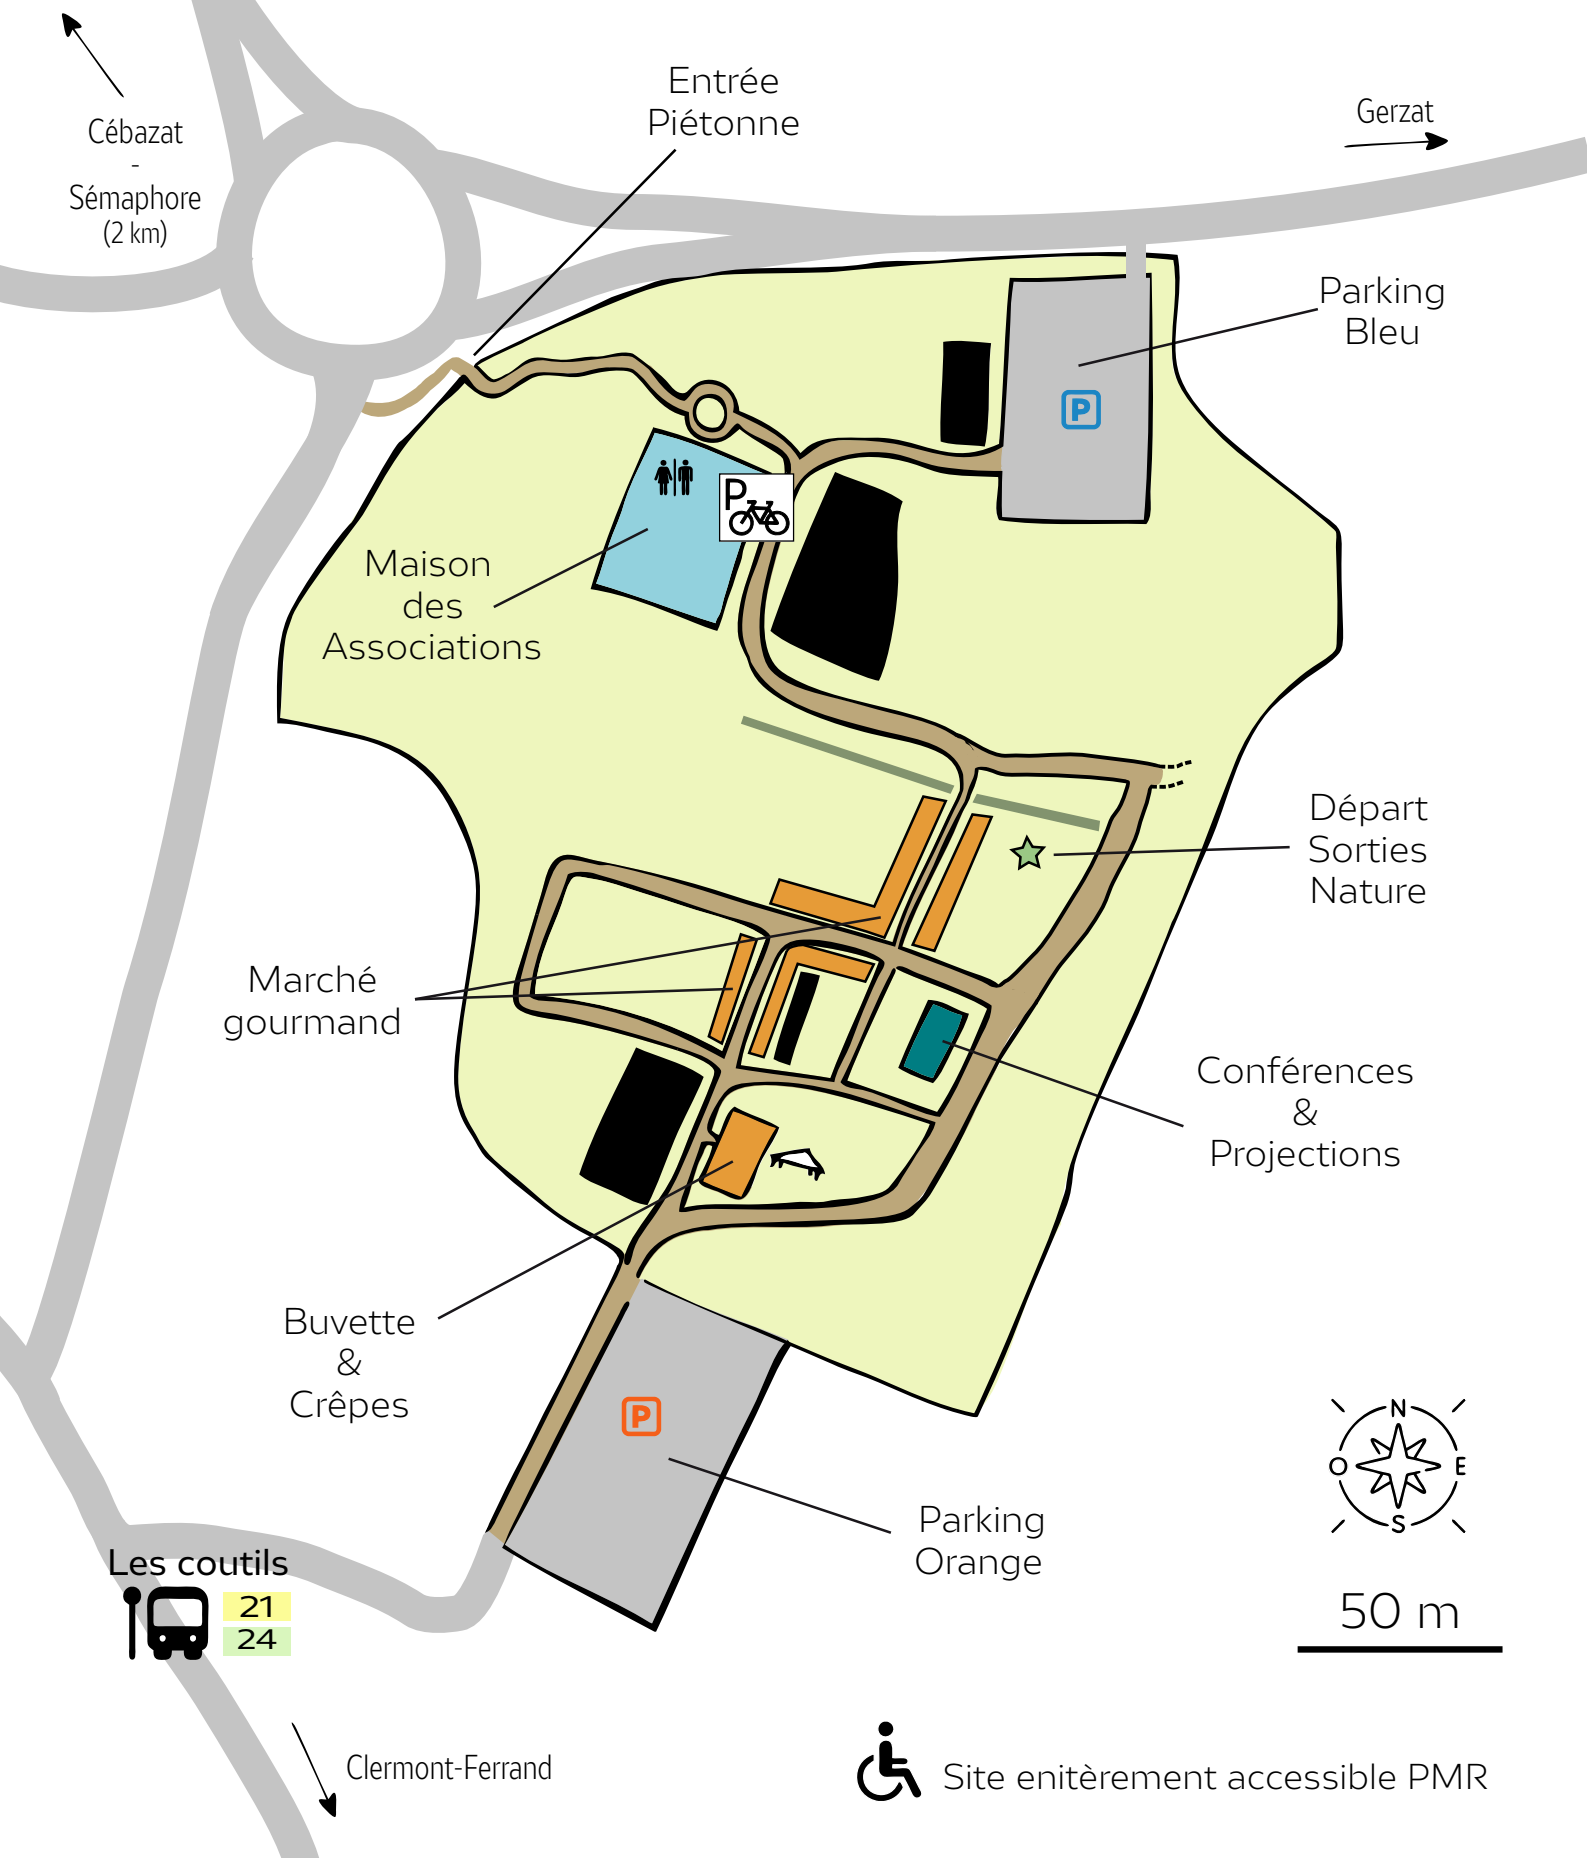 Entrée
Piétonne
Gerzat
Cébazat
-
Sémaphore
(2 km)
Parking
Bleu
P
P
Maison
des
Associations
Départ
Sorties
Nature
Marché
gourmand
Conférences
&
Projections
Buvette
&
Crêpes
P
N
O
E
S
Parking
Orange
Les coutils
21
24
50 m
Clermont-Ferrand
Site enitèrement accessible PMR